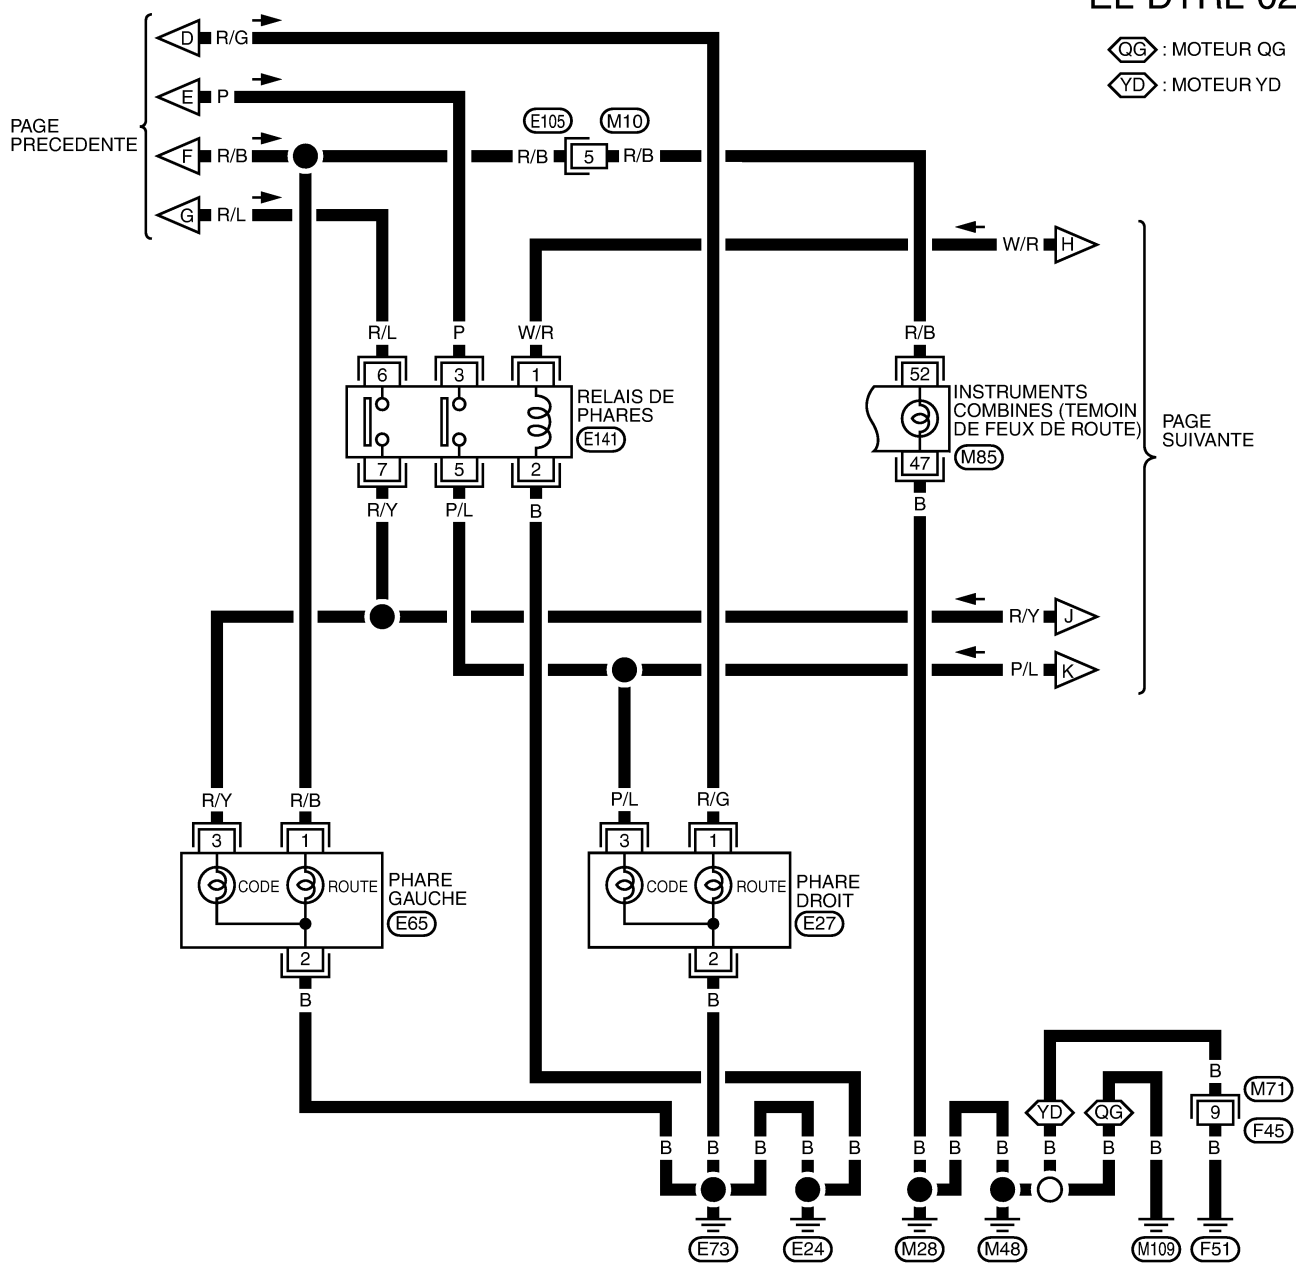 D R/G
QG : MOTEUR QG
YD : MOTEUR YD
E P
PAGE
PRECEDENTE
E105 M10
F R/B R/B 5 R/B
G R/L
W/R H
R/L P W/R R/B
6 3 1 52
RELAIS DE
PHARES
E141
INSTRUMENTS
COMBINES (TEMOIN
DE FEUX DE ROUTE)
M85
PAGE
SUIVANTE
7 5 2 47
R/Y P/L B B
R/Y J
P/L K
R/Y R/B P/L R/G
3 1 3 1
CODE ROUTE
PHARE
GAUCHE
E65
CODE ROUTE
PHARE
DROIT
E27
2 2
B B
B
M71
YD QG 9
F45
B B B B B B B B B B B B
E73 E24 M28 M48 M109 F51